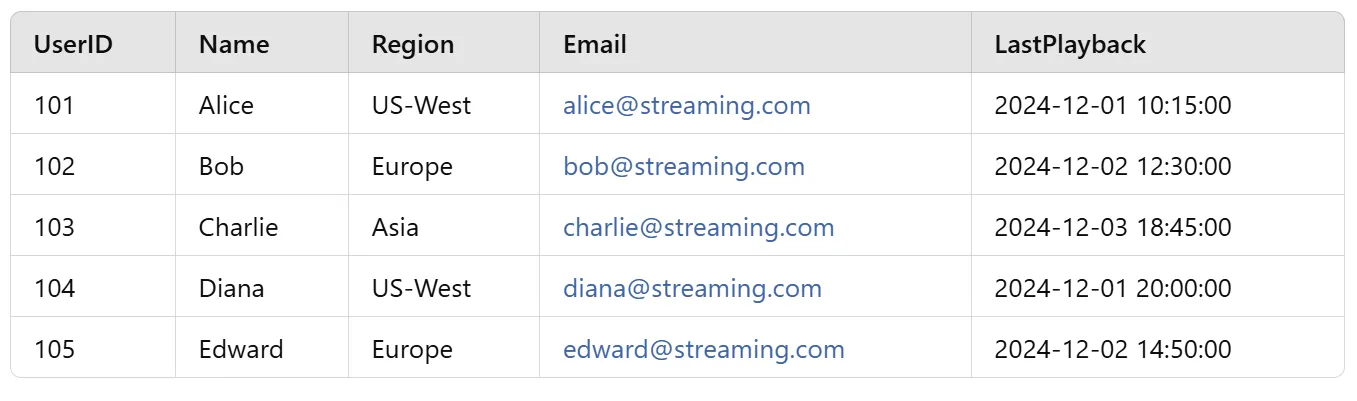 UserID Name Region Email LastPlayback
101 Alice US-West alice@streaming.com 2024-12-01 10:15:00
102 Bob Europe bob@streaming.com 2024-12-02 12:30:00
103 Charlie Asia charlie@streaming.com 2024-12-03 18:45:00
104 Diana US-West diana@streaming.com 2024-12-01 20:00:00
105 Edward Europe edward@streaming.com 2024-12-02 14:50:00